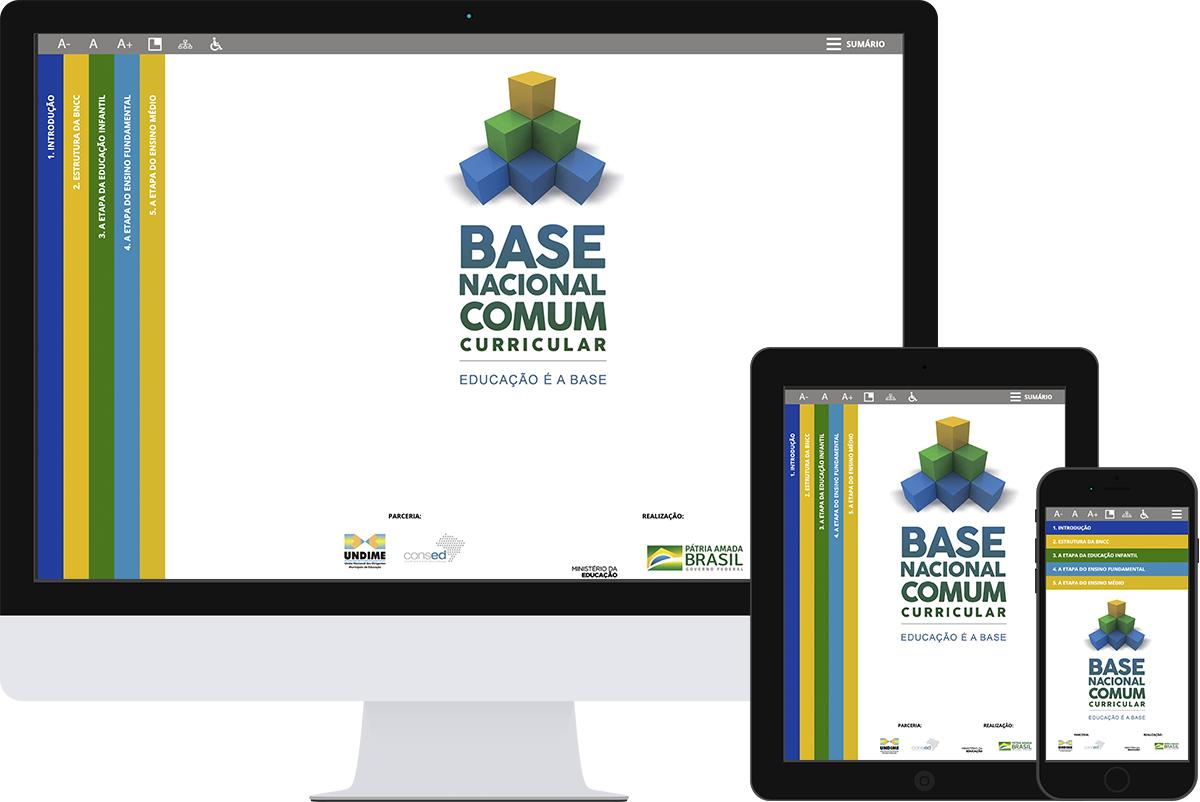 A- A A+ SUMÁRIO
1. INTRODUÇÃO
2. ESTRUTURA DA BNCC
3. A ETAPA DA EDUCAÇÃO INFANTIL
4. A ETAPA DO ENSINO FUNDAMENTAL
5. A ETAPA DO ENSINO MÉDIO
BASE
NACIONAL
COMUM
CURRICULAR
EDUCAÇÃO É A BASE
PARCERIA:
REALIZAÇÃO:
UNDIME
União Nacional dos Dirigentes
Municipais de Educação
consed
MINISTÉRIO DA
EDUCAÇÃO
PÁTRIA AMADA
BRASIL
GOVERNO FEDERAL
A- A A+ SUMÁRIO
1. INTRODUÇÃO
2. ESTRUTURA DA BNCC
3. A ETAPA DA EDUCAÇÃO INFANTIL
4. A ETAPA DO ENSINO FUNDAMENTAL
5. A ETAPA DO ENSINO MÉDIO
BASE
NACIONAL
COMUM
CURRICULAR
EDUCAÇÃO É A BASE
PARCERIA:
REALIZAÇÃO:
UNDIME
consed
MINISTÉRIO DA
EDUCAÇÃO
PÁTRIA AMADA
BRASIL
A- A A+
1. INTRODUÇÃO
2. ESTRUTURA DA BNCC
3. A ETAPA DA EDUCAÇÃO INFANTIL
4. A ETAPA DO ENSINO FUNDAMENTAL
5. A ETAPA DO ENSINO MÉDIO
BASE
NACIONAL
COMUM
CURRICULAR
EDUCAÇÃO É A BASE
PARCERIA:
REALIZAÇÃO:
UNDIME
consed
BRASIL